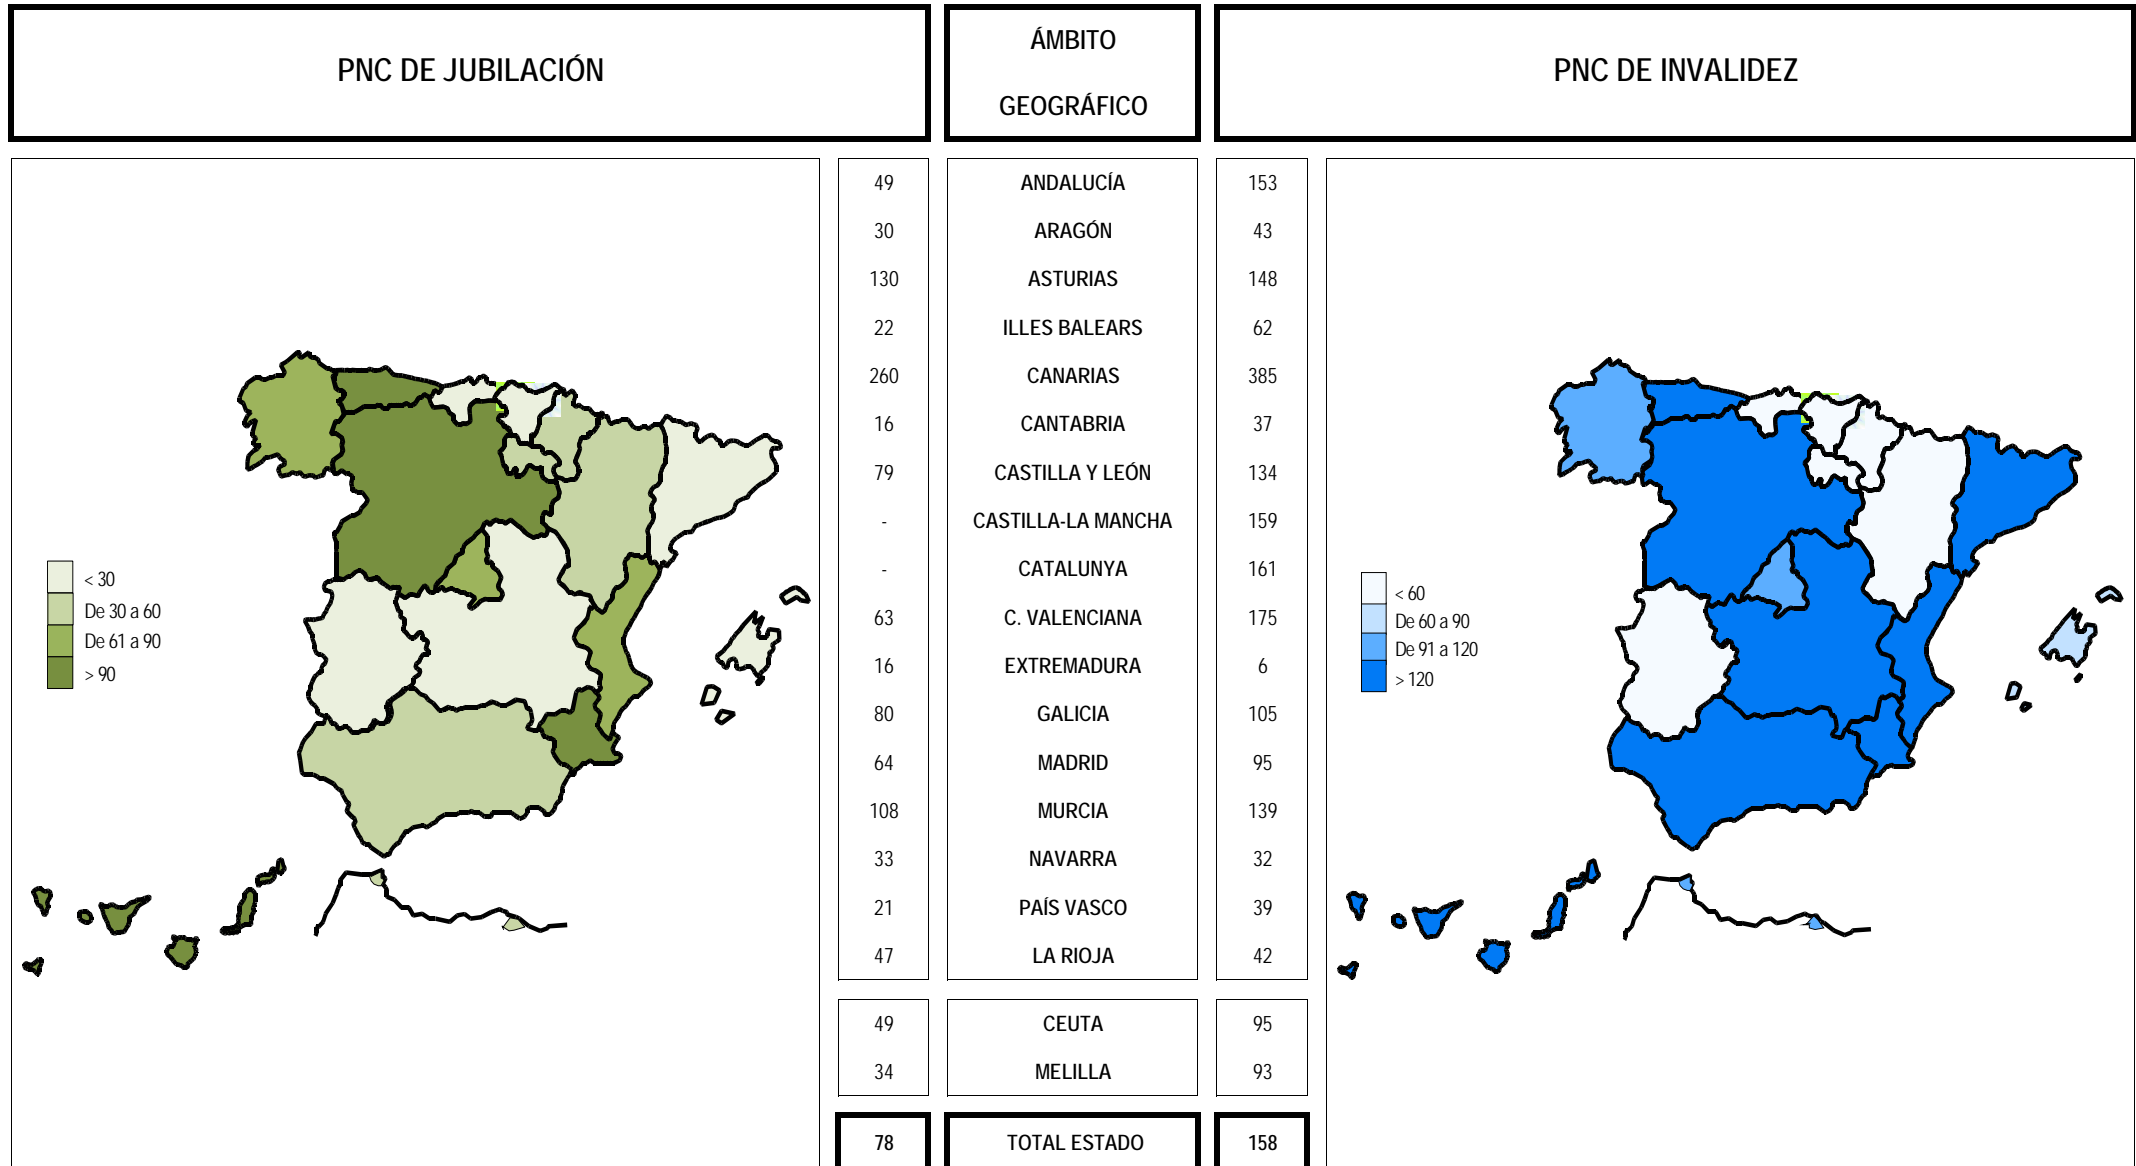 PNC DE JUBILACIÓN
ÁMBITO
GEOGRÁFICO
PNC DE INVALIDEZ
49 ANDALUCÍA 153
30 ARAGÓN 43
130 ASTURIAS 148
22 ILLES BALEARS 62
260 CANARIAS 385
16 CANTABRIA 37
79 CASTILLA Y LEÓN 134
- CASTILLA-LA MANCHA 159
- CATALUNYA 161
63 C. VALENCIANA 175
16 EXTREMADURA 6
80 GALICIA 105
64 MADRID 95
108 MURCIA 139
33 NAVARRA 32
21 PAÍS VASCO 39
47 LA RIOJA 42
49 CEUTA 95
34 MELILLA 93
78 TOTAL ESTADO 158
< 30
De 30 a 60
De 61 a 90
> 90
< 60
De 60 a 90
De 91 a 120
> 120